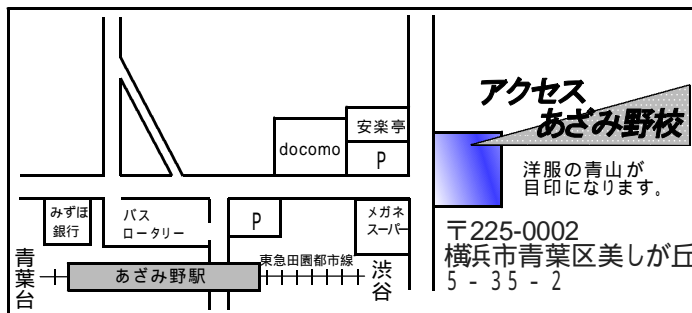 アクセス
あざみ野校
安楽亭
docomo
P
洋服の青山が
目印になります。
みずほ
銀行
バス
ロータリー
P
メガネ
スーパー
〒225-0002
横浜市青葉区美しが丘
5-35-2
青葉台
あざみ野駅
東急田園都市線
渋谷